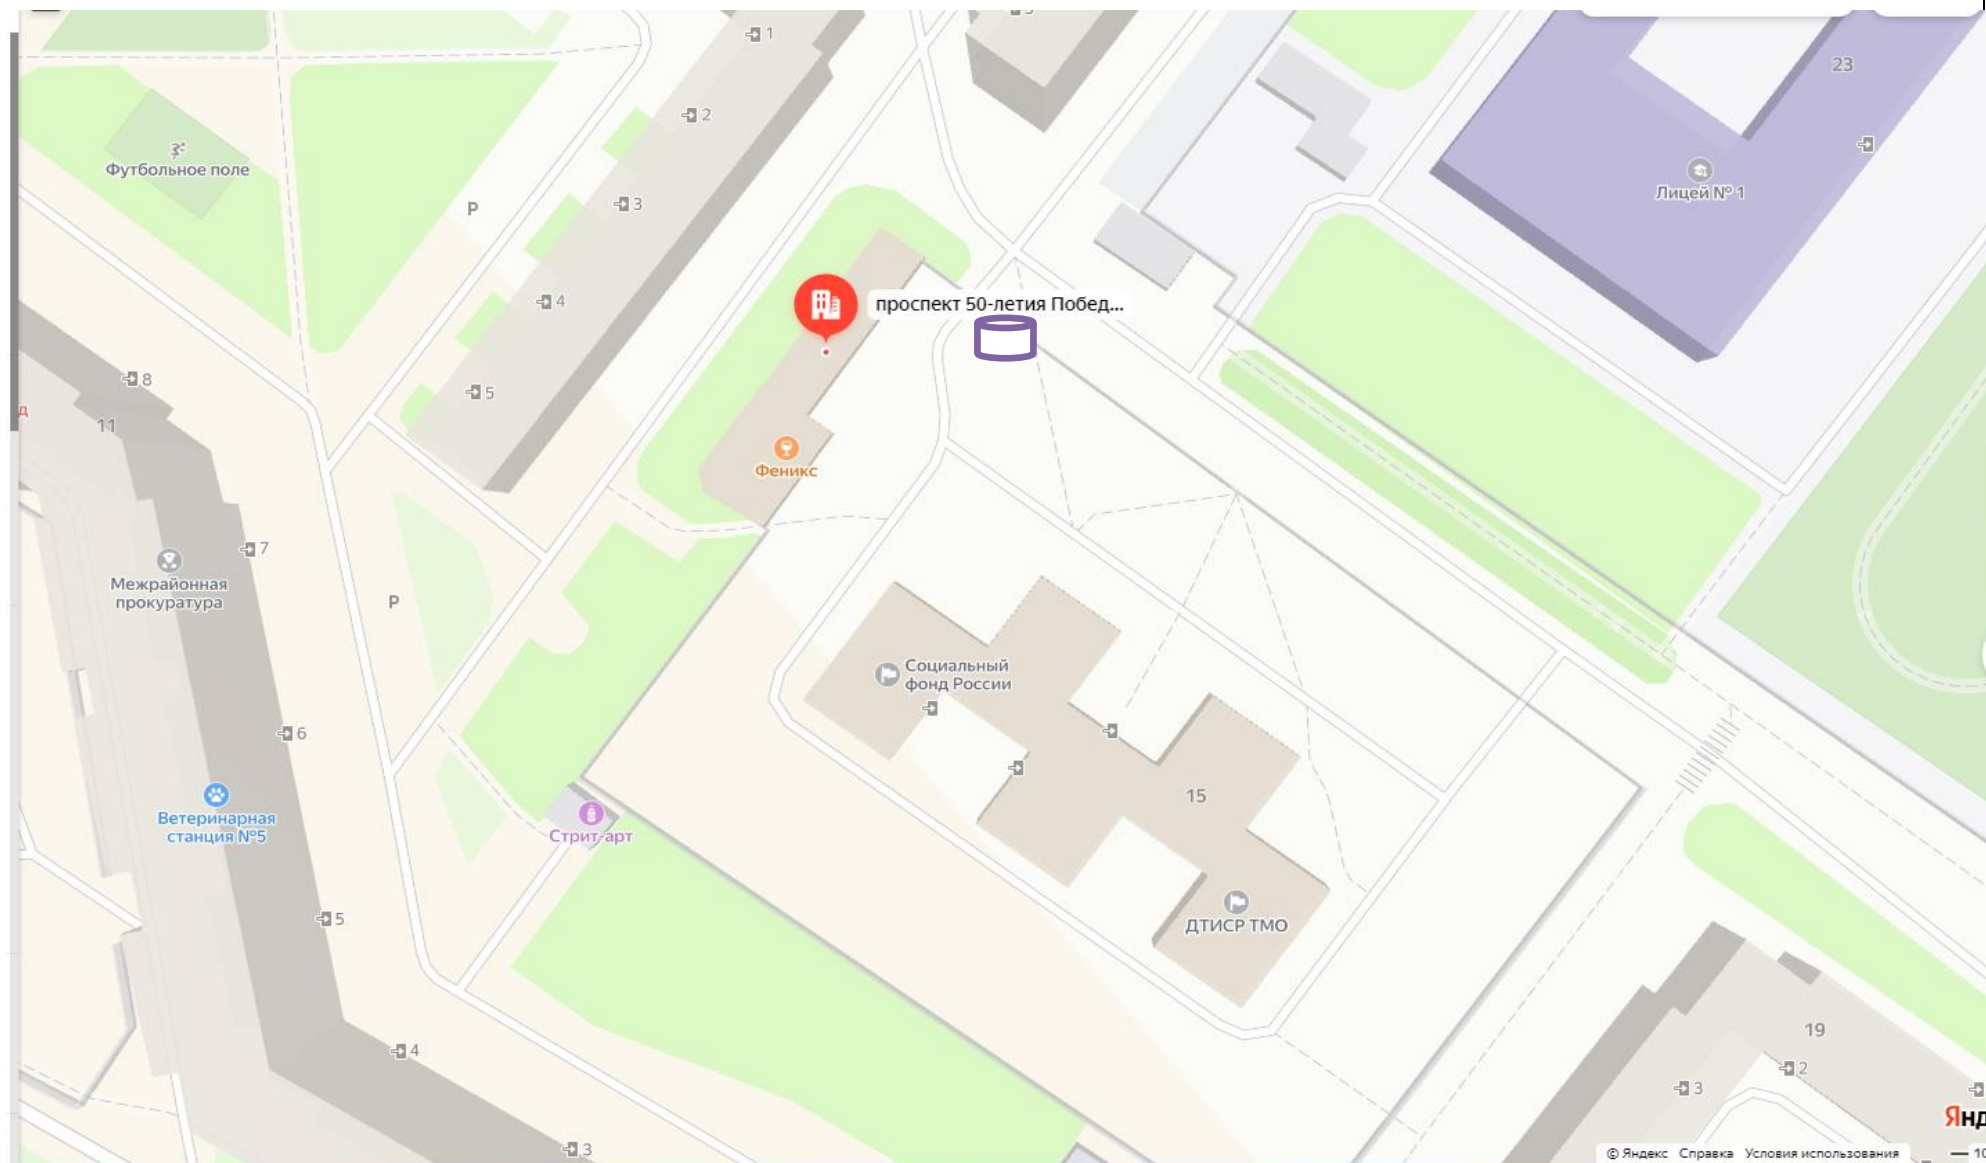 1
2
23
Футбольное поле
Лицей № 1
P
3
4
проспект 50-летия Побед...
8
5
11
Феникс
7
Межрайонная
прокуратура
P
Социальный
фонд России
6
15
Ветеринарная
станция №5
Стрит-арт
5
ДТИСР ТМО
19
4
2
3
Янд
3
© Яндекс Справка Условия использования